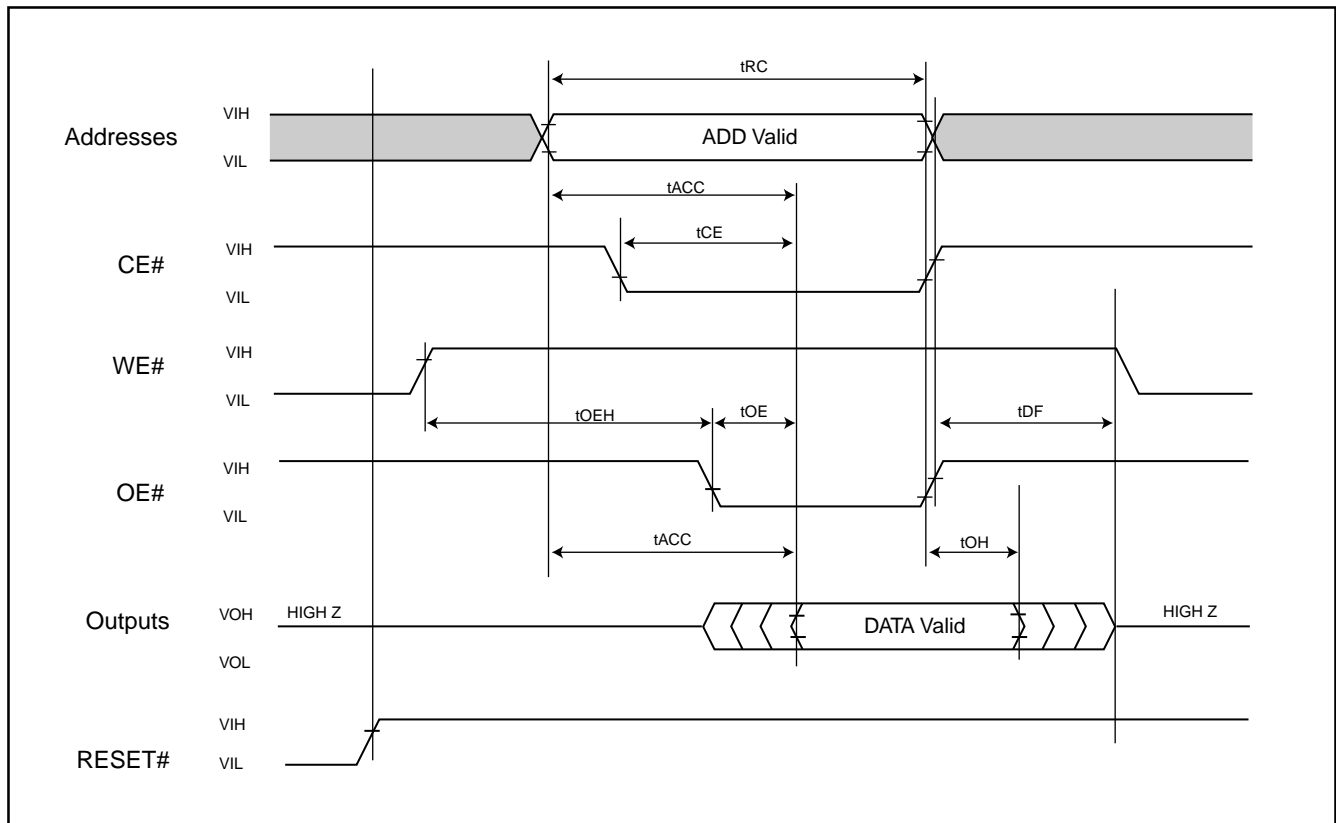 tRC
Addresses
VIH
VIL
ADD Valid
tACC
tCE
CE#
VIH
VIL
WE#
VIH
VIL
tOEH
tOE
tDF
OE#
VIH
VIL
tACC
tOH
Outputs
VOH
VOL
HIGH Z
DATA Valid
HIGH Z
RESET#
VIH
VIL